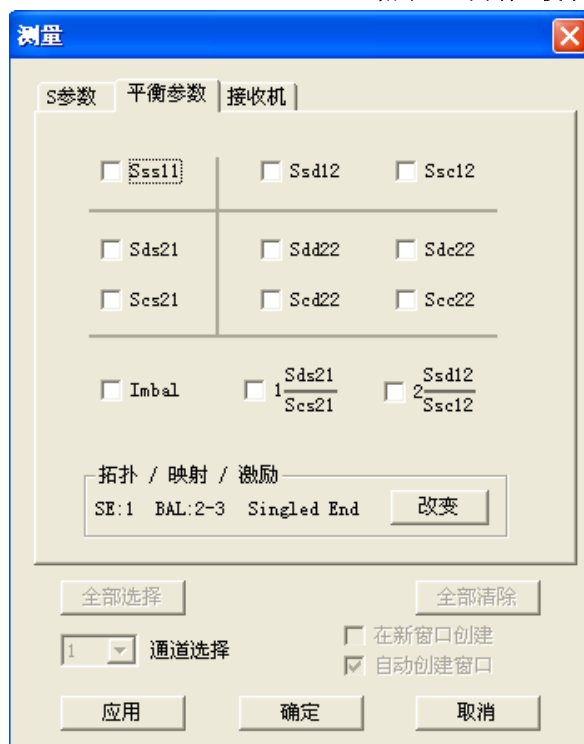 测量
S参数 平衡参数 接收机
Sss11 Ssd12 Ssc12
Sds21 Sdd22 Sdc22
Scs21 Scd22 Scc22
Imbal 1 Sds21/Scs21 2 Ssd12/Ssc12
拓扑 / 映射 / 激励
SE:1 BAL:2-3 Singled End 改变
全部选择 全部清除
1 通道选择 在新窗口创建
自动创建窗口
应用 确定 取消